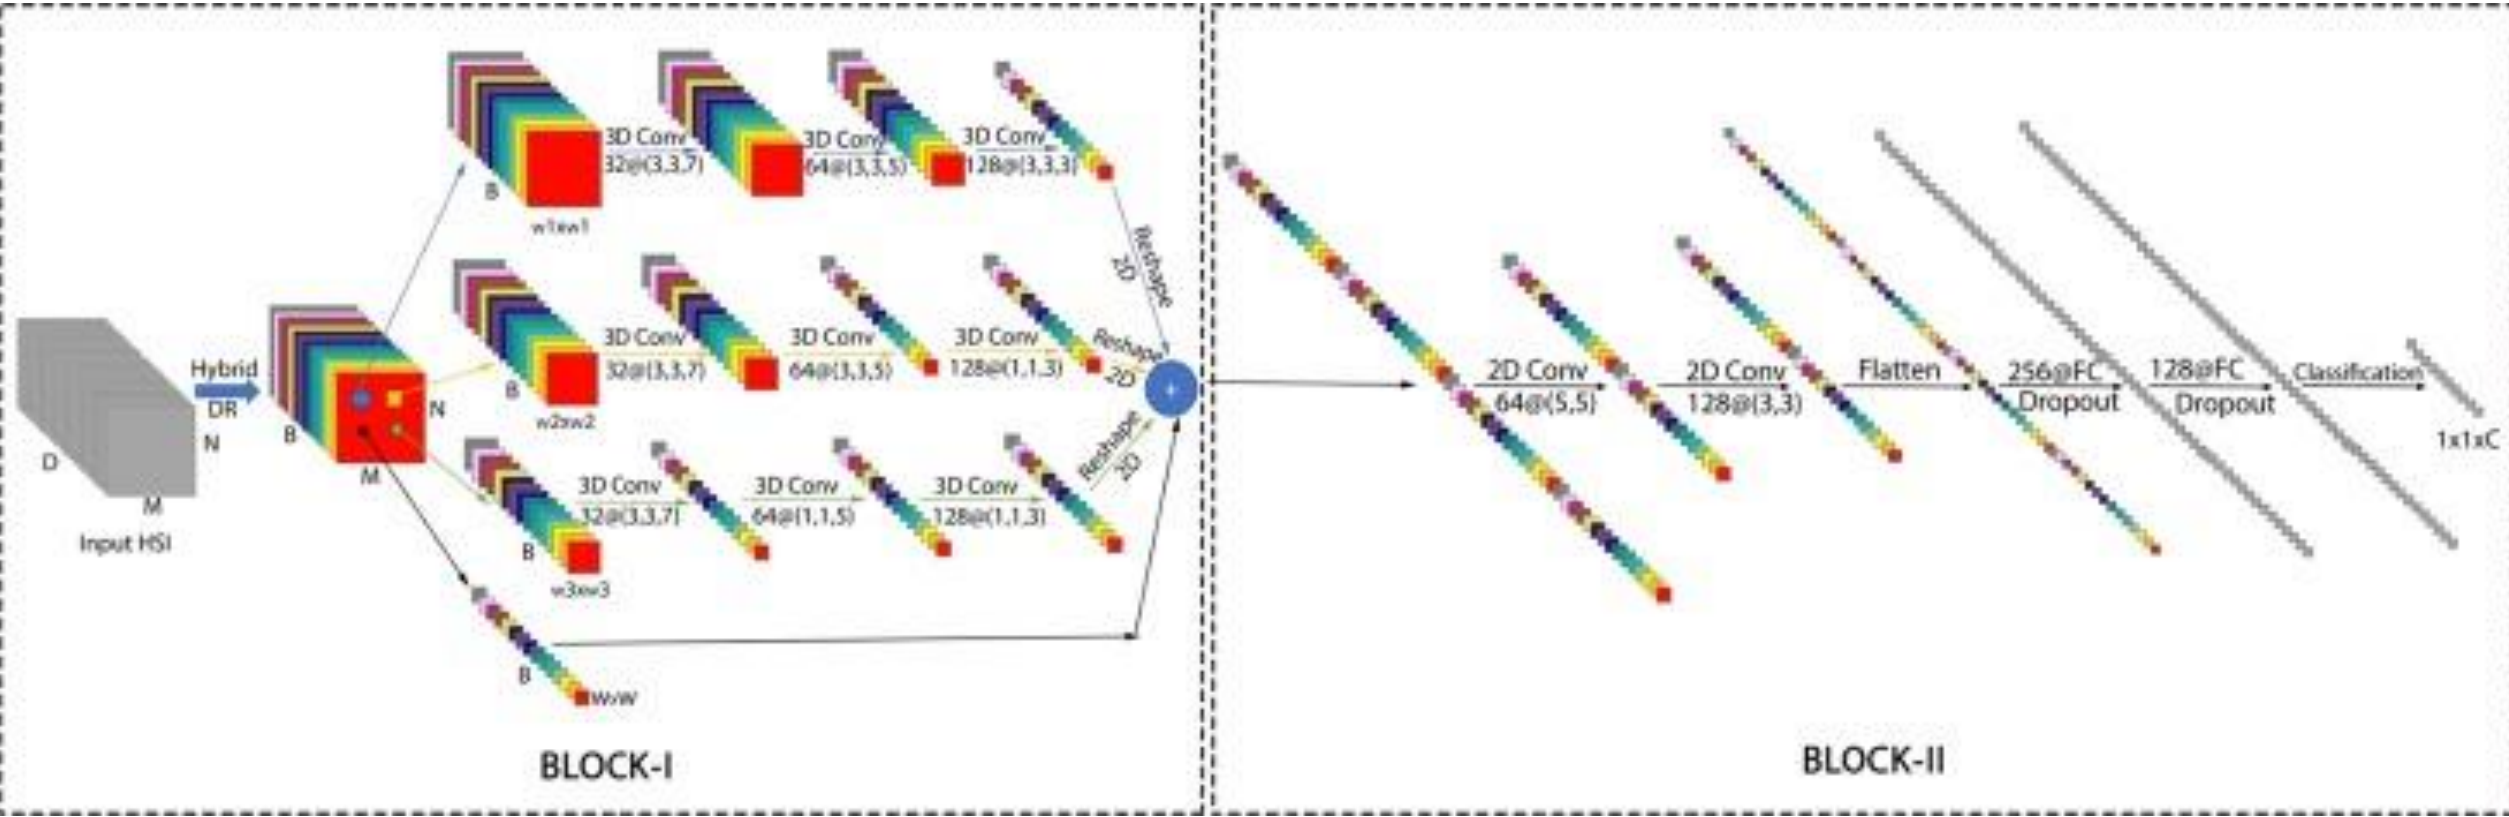 D
N
M
Input HSI
Hybrid
DR
B
N
M
B
w1xw1
3D Conv
32@(3,3,7)
3D Conv
64@(3,3,5)
3D Conv
128@(3,3,3)
Reshape
2D
B
w2xw2
3D Conv
32@(3,3,7)
3D Conv
64@(3,3,5)
3D Conv
128@(1,1,3)
Reshape
2D
B
w3xw3
3D Conv
32@(3,3,7)
3D Conv
64@(1,1,5)
3D Conv
128@(1,1,3)
Reshape
2D
+
B
WxW
BLOCK-I
2D Conv
64@(5,5)
2D Conv
128@(3,3)
Flatten
256@FC
Dropout
128@FC
Dropout
Classification
1x1xC
BLOCK-II